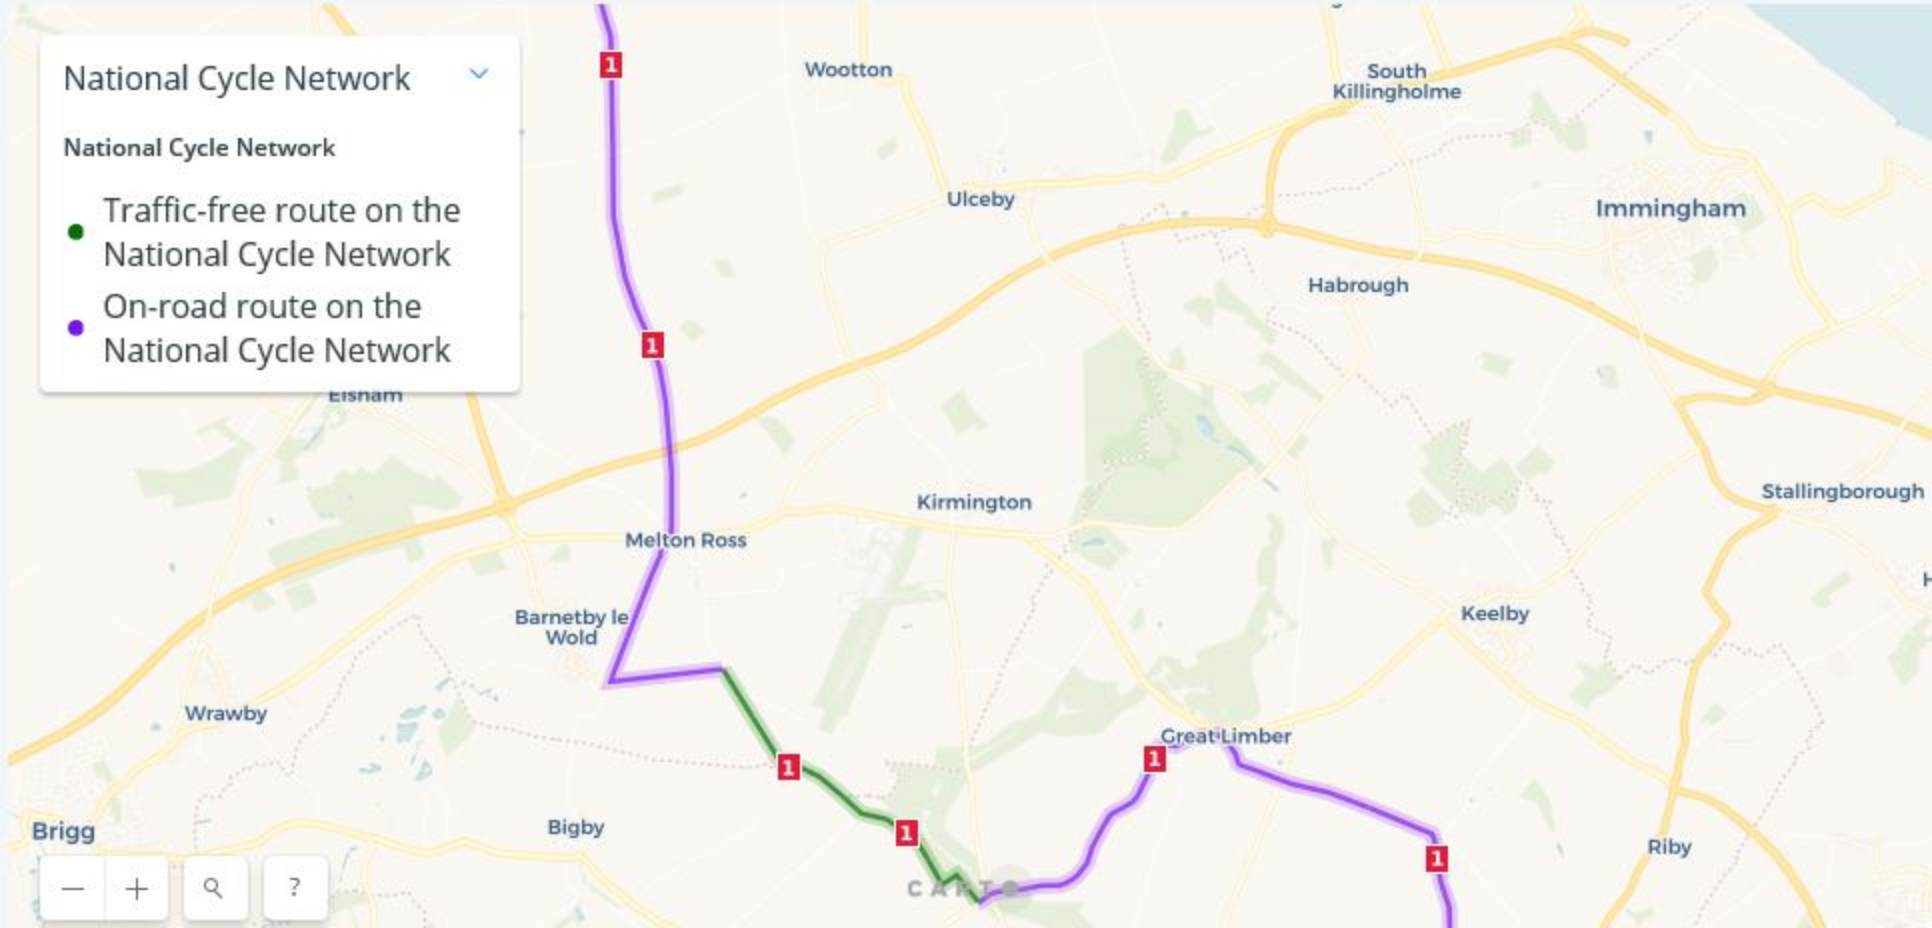 National Cycle Network
National Cycle Network
Traffic-free route on the
National Cycle Network
On-road route on the
National Cycle Network
1
Wootton
South
Killingholme
Ulceby
Immingham
Habrough
1
Elsham
Kirmington
Stallingborough
Melton Ross
H
Barnetby le
Wold
Keelby
Wrawby
Great Limber
1
1
Brigg
Bigby
1
Riby
1
CARTO
?